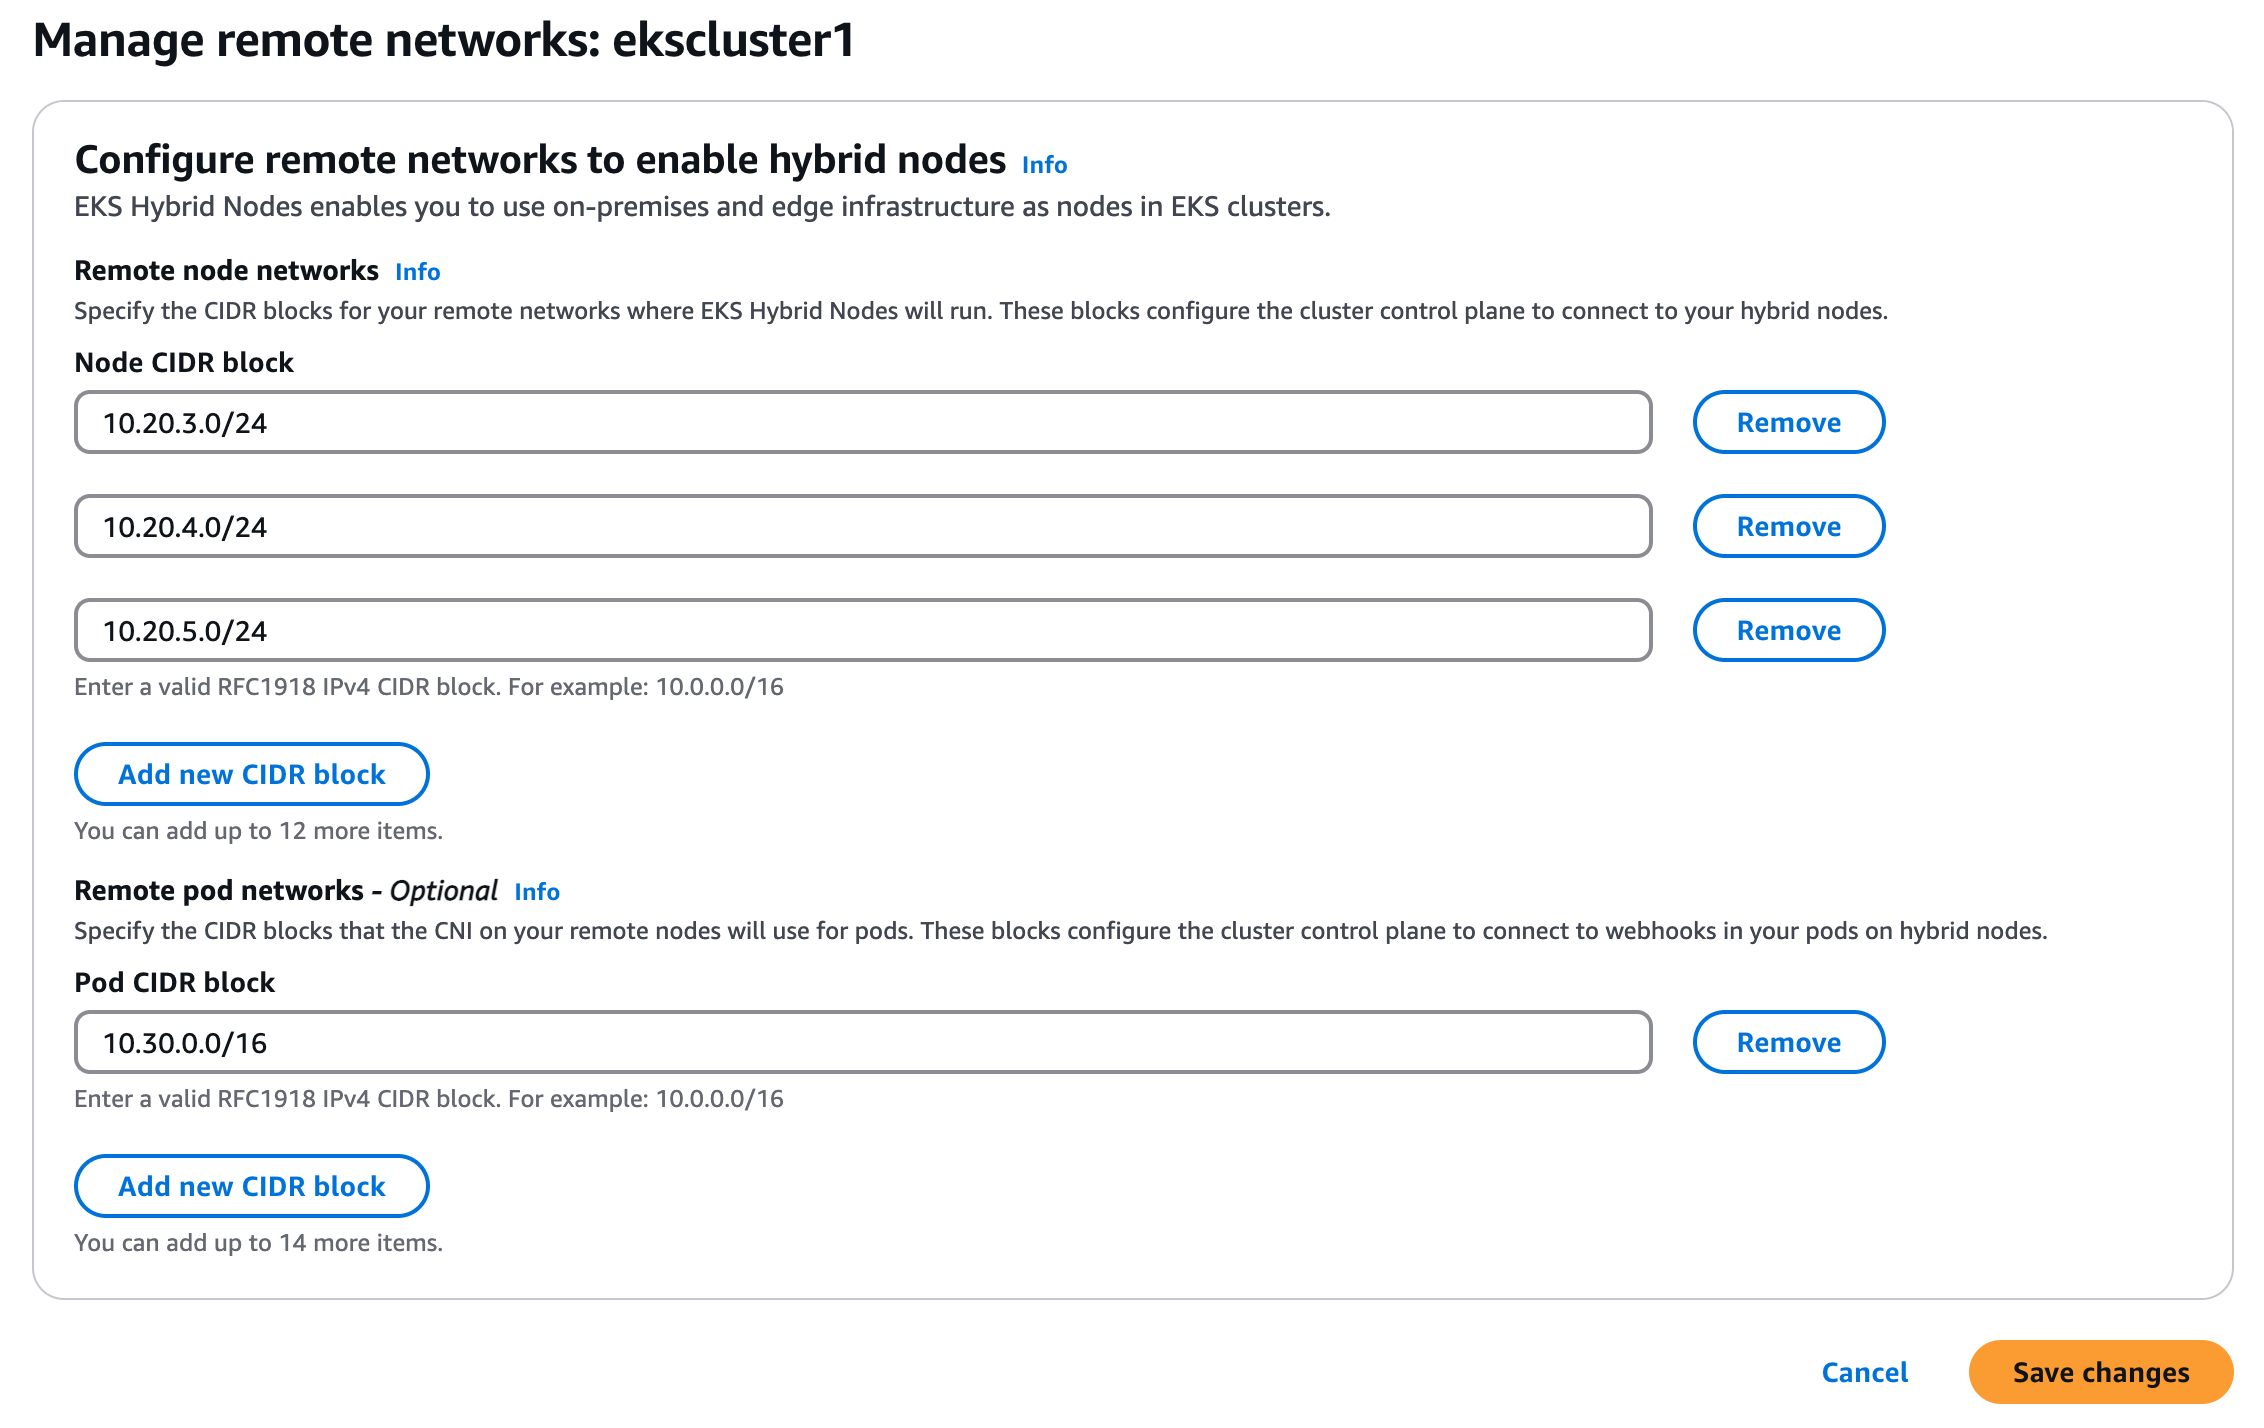 Manage remote networks: ekscluster1
Configure remote networks to enable hybrid nodes Info
EKS Hybrid Nodes enables you to use on-premises and edge infrastructure as nodes in EKS clusters.
Remote node networks Info
Specify the CIDR blocks for your remote networks where EKS Hybrid Nodes will run. These blocks configure the cluster control plane to connect to your hybrid nodes.
Node CIDR block
10.20.3.0/24 Remove
10.20.4.0/24 Remove
10.20.5.0/24 Remove
Enter a valid RFC1918 IPv4 CIDR block. For example: 10.0.0.0/16
Add new CIDR block
You can add up to 12 more items.
Remote pod networks - Optional Info
Specify the CIDR blocks that the CNI on your remote nodes will use for pods. These blocks configure the cluster control plane to connect to webhooks in your pods on hybrid nodes.
Pod CIDR block
10.30.0.0/16 Remove
Enter a valid RFC1918 IPv4 CIDR block. For example: 10.0.0.0/16
Add new CIDR block
You can add up to 14 more items.
Cancel Save changes